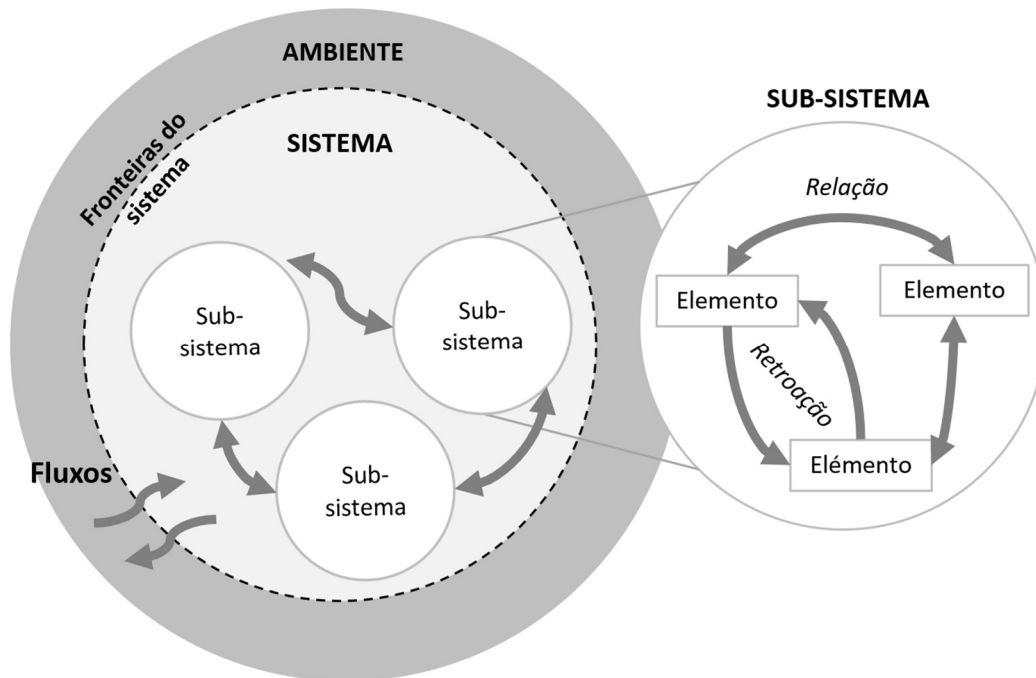 AMBIENTE
Fronteiras do
sistema
SISTEMA
Sub-
sistema
Sub-
sistema
Sub-
sistema
Fluxos
SUB-SISTEMA
Relação
Elemento
Elemento
Retroação
Elémento